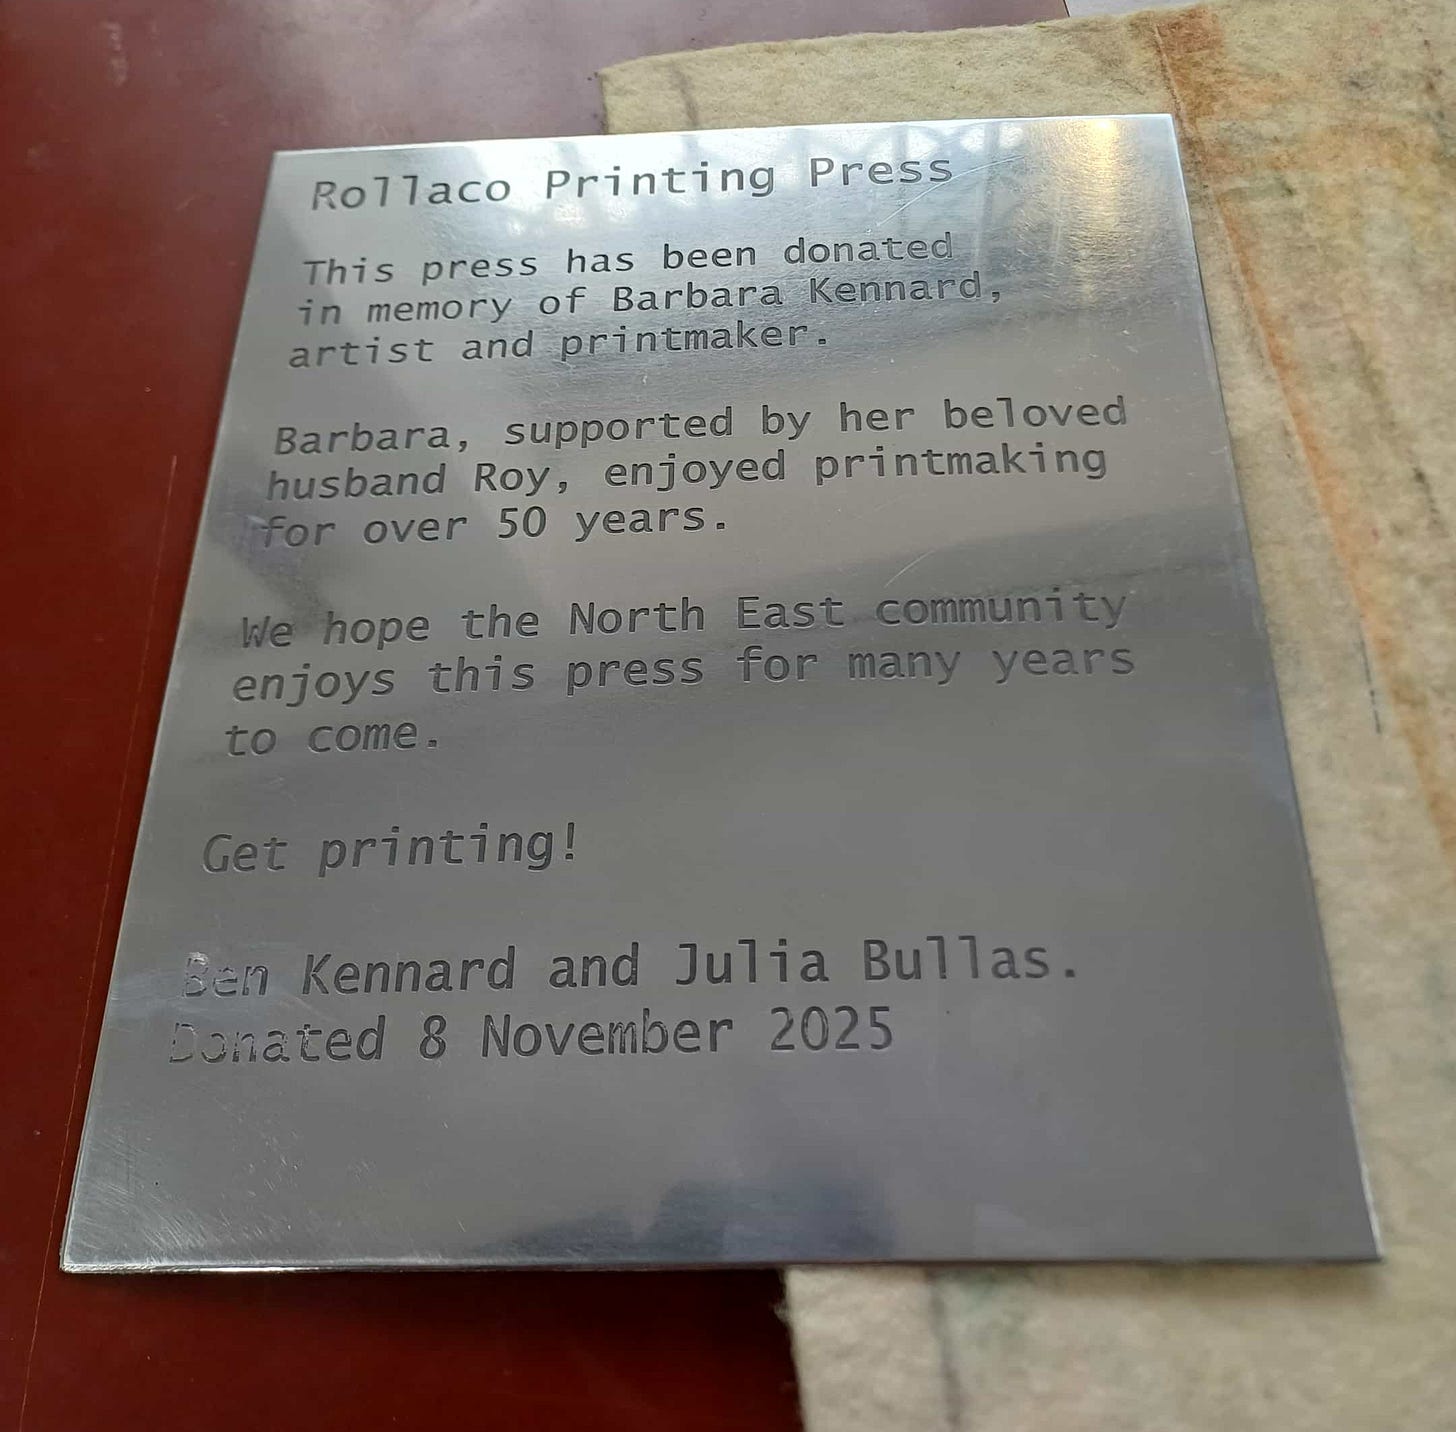 Rollaco Printing Press
This press has been donated
in memory of Barbara Kennard,
artist and printmaker.
Barbara, supported by her beloved
husband Roy, enjoyed printmaking
for over 50 years.
We hope the North East community
enjoys this press for many years
to come.
Get printing!
Ben Kennard and Julia Bullas.
Donated 8 November 2025